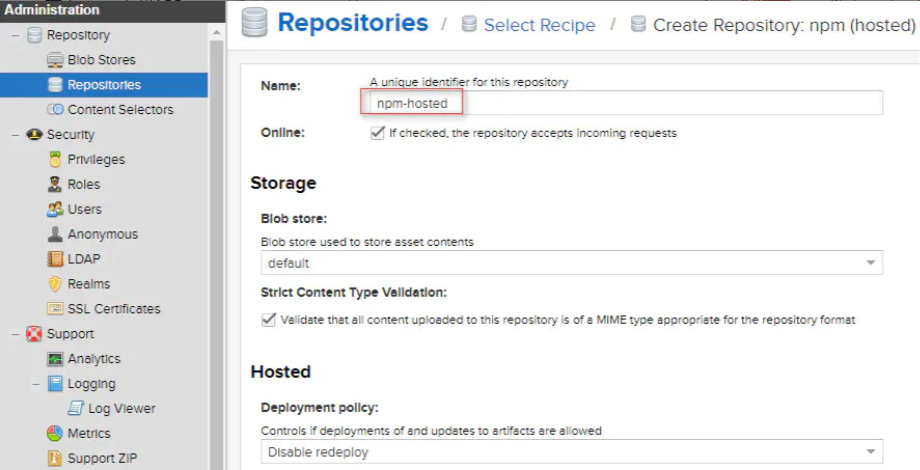 Administration
Repository
Blob Stores
Repositories
Content Selectors
Security
Privileges
Roles
Users
Anonymous
LDAP
Realms
SSL Certificates
Support
Analytics
Logging
Log Viewer
Metrics
Support ZIP
Repositories / Select Recipe / Create Repository: npm (hosted)
Name:
A unique identifier for this repository
npm-hosted
Online:
If checked, the repository accepts incoming requests
Storage
Blob store:
Blob store used to store asset contents
default
Strict Content Type Validation:
Validate that all content uploaded to this repository is of a MIME type appropriate for the repository format
Hosted
Deployment policy:
Controls if deployments of and updates to artifacts are allowed
Disable redeploy